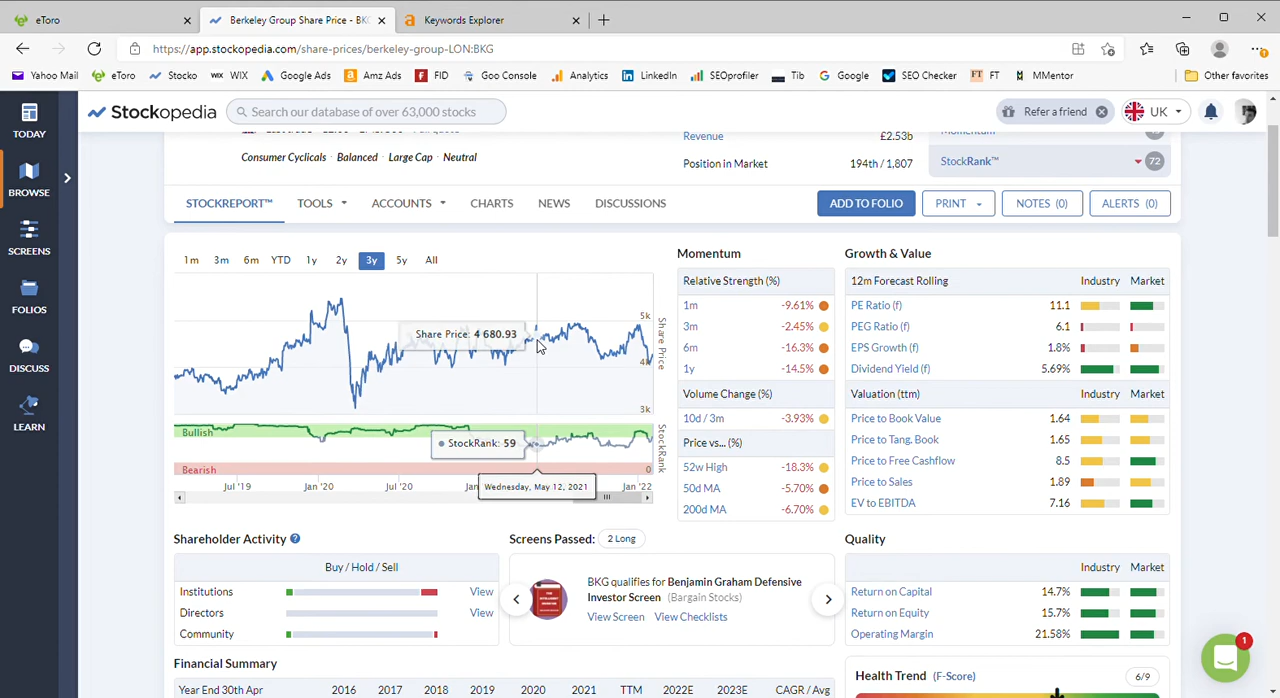 eToro
Berkeley Group Share Price - BKG
Keywords Explorer
https://app.stockopedia.com/share-prices/berkeley-group-LON:BKG
Yahoo Mail eToro Stocko WIX WIX Google Ads Amz Ads FID Goo Console Analytics LinkedIn SEOprofiler Tib Google SEO Checker FT FT MMentor Other favorites
Stockopedia
Search our database of over 63,000 stocks
Refer a friend
UK
TODAY
BROWSE
SCREENS
FOLIOS
DISCUSS
LEARN
Consumer Cyclicals · Balanced · Large Cap · Neutral
Revenue £2.53b
Position in Market 194th / 1,807
Momentum
StockRank™ 72
STOCKREPORT™ TOOLS ACCOUNTS CHARTS NEWS DISCUSSIONS
ADD TO FOLIO PRINT NOTES (0) ALERTS (0)
1m 3m 6m YTD 1y 2y 3y 5y All
Share Price: 4 680.93
5k
4k
3k
Share Price
Bullish
StockRank: 59
Bearish
0
StockRank
Jul '19 Jan '20 Jul '20 Jan Wednesday, May 12, 2021 Jan '22
Momentum
Relative Strength (%)
1m -9.61%
3m -2.45%
6m -16.3%
1y -14.5%
Volume Change (%)
10d / 3m -3.93%
Price vs... (%)
52w High -18.3%
50d MA -5.70%
200d MA -6.70%
Growth & Value
12m Forecast Rolling Industry Market
PE Ratio (f) 11.1
PEG Ratio (f) 6.1
EPS Growth (f) 1.8%
Dividend Yield (f) 5.69%
Valuation (ttm) Industry Market
Price to Book Value 1.64
Price to Tang. Book 1.65
Price to Free Cashflow 8.5
Price to Sales 1.89
EV to EBITDA 7.16
Shareholder Activity ?
Buy / Hold / Sell
Institutions View
Directors View
Community
Screens Passed: 2 Long
BKG qualifies for Benjamin Graham Defensive
Investor Screen (Bargain Stocks)
View Screen View Checklists
Quality
Industry Market
Return on Capital 14.7%
Return on Equity 15.7%
Operating Margin 21.58%
Financial Summary
Year End 30th Apr 2016 2017 2018 2019 2020 2021 TTM 2022E 2023E CAGR / Avg
Health Trend (F-Score) 6/9
1